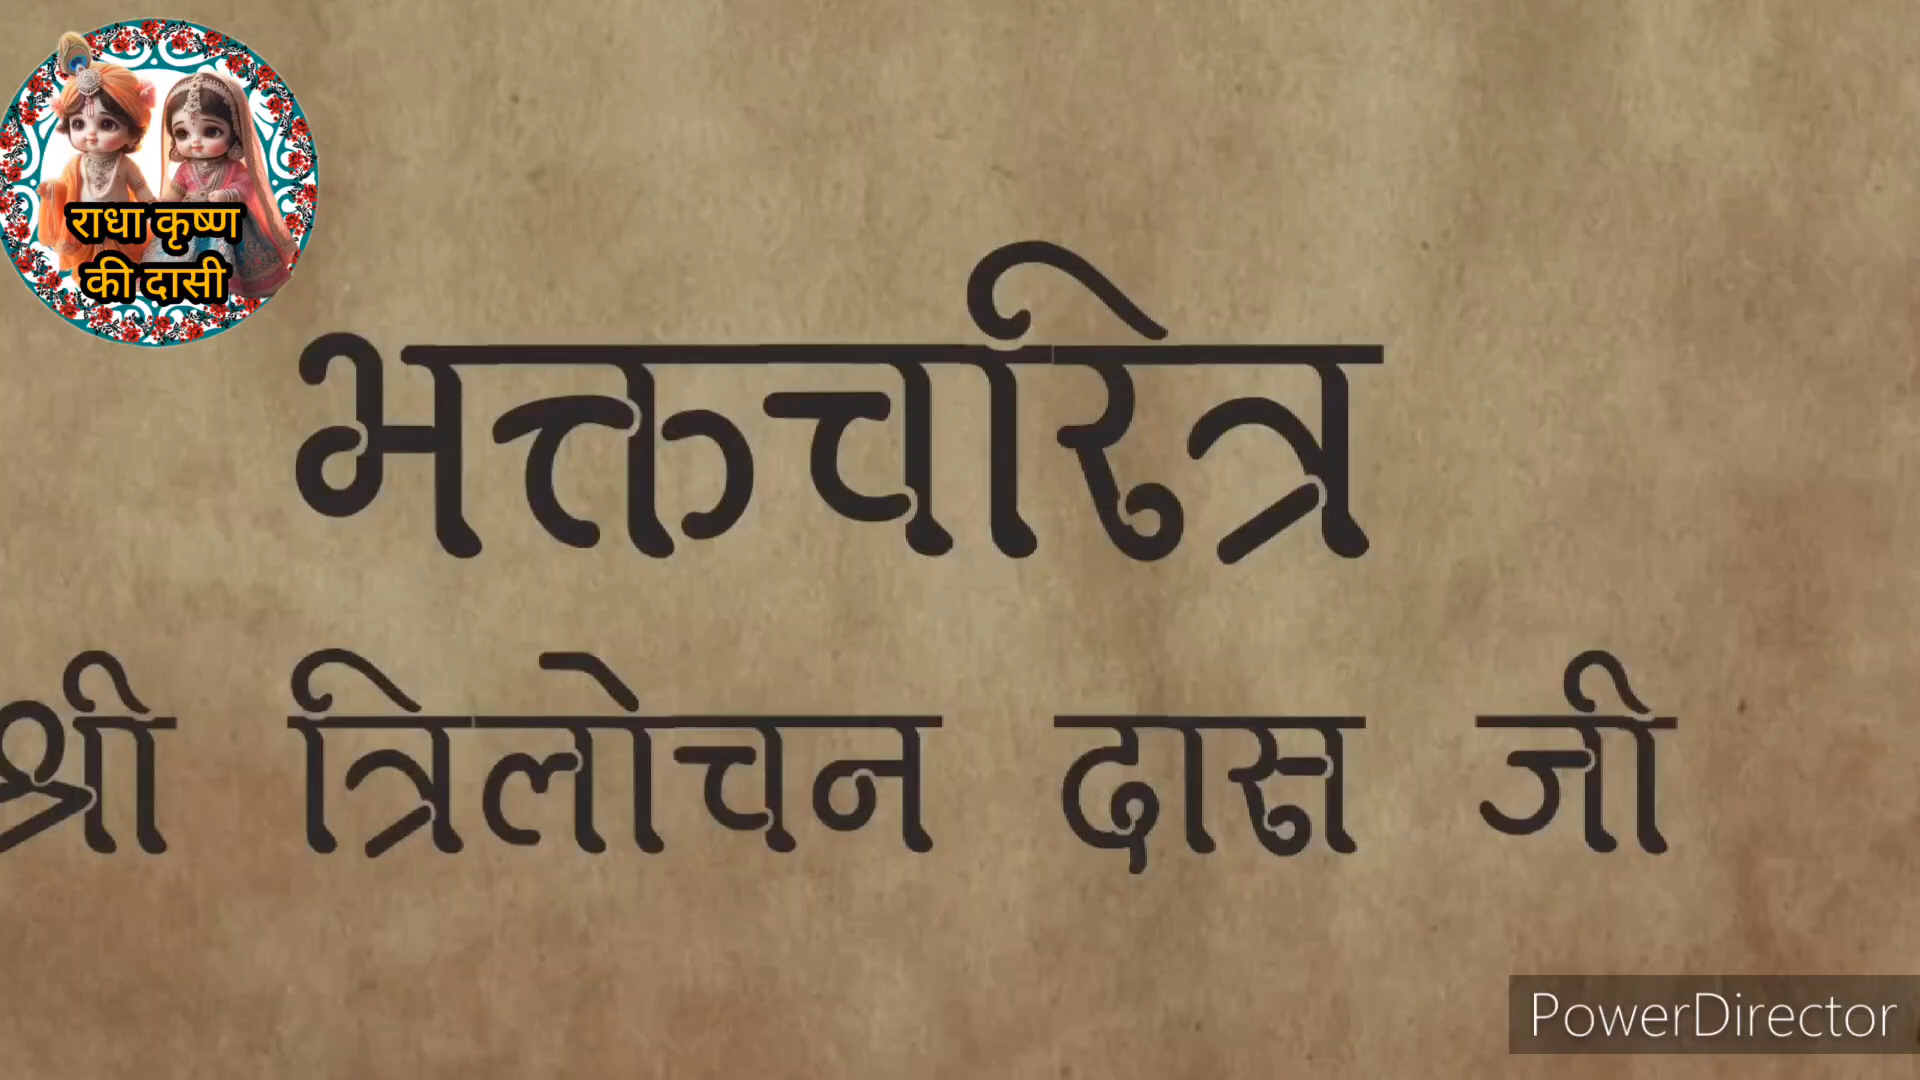 राधा कृष्ण
की दासी
भक्तचरित्र
श्री त्रिलोचन दास जी
PowerDirector